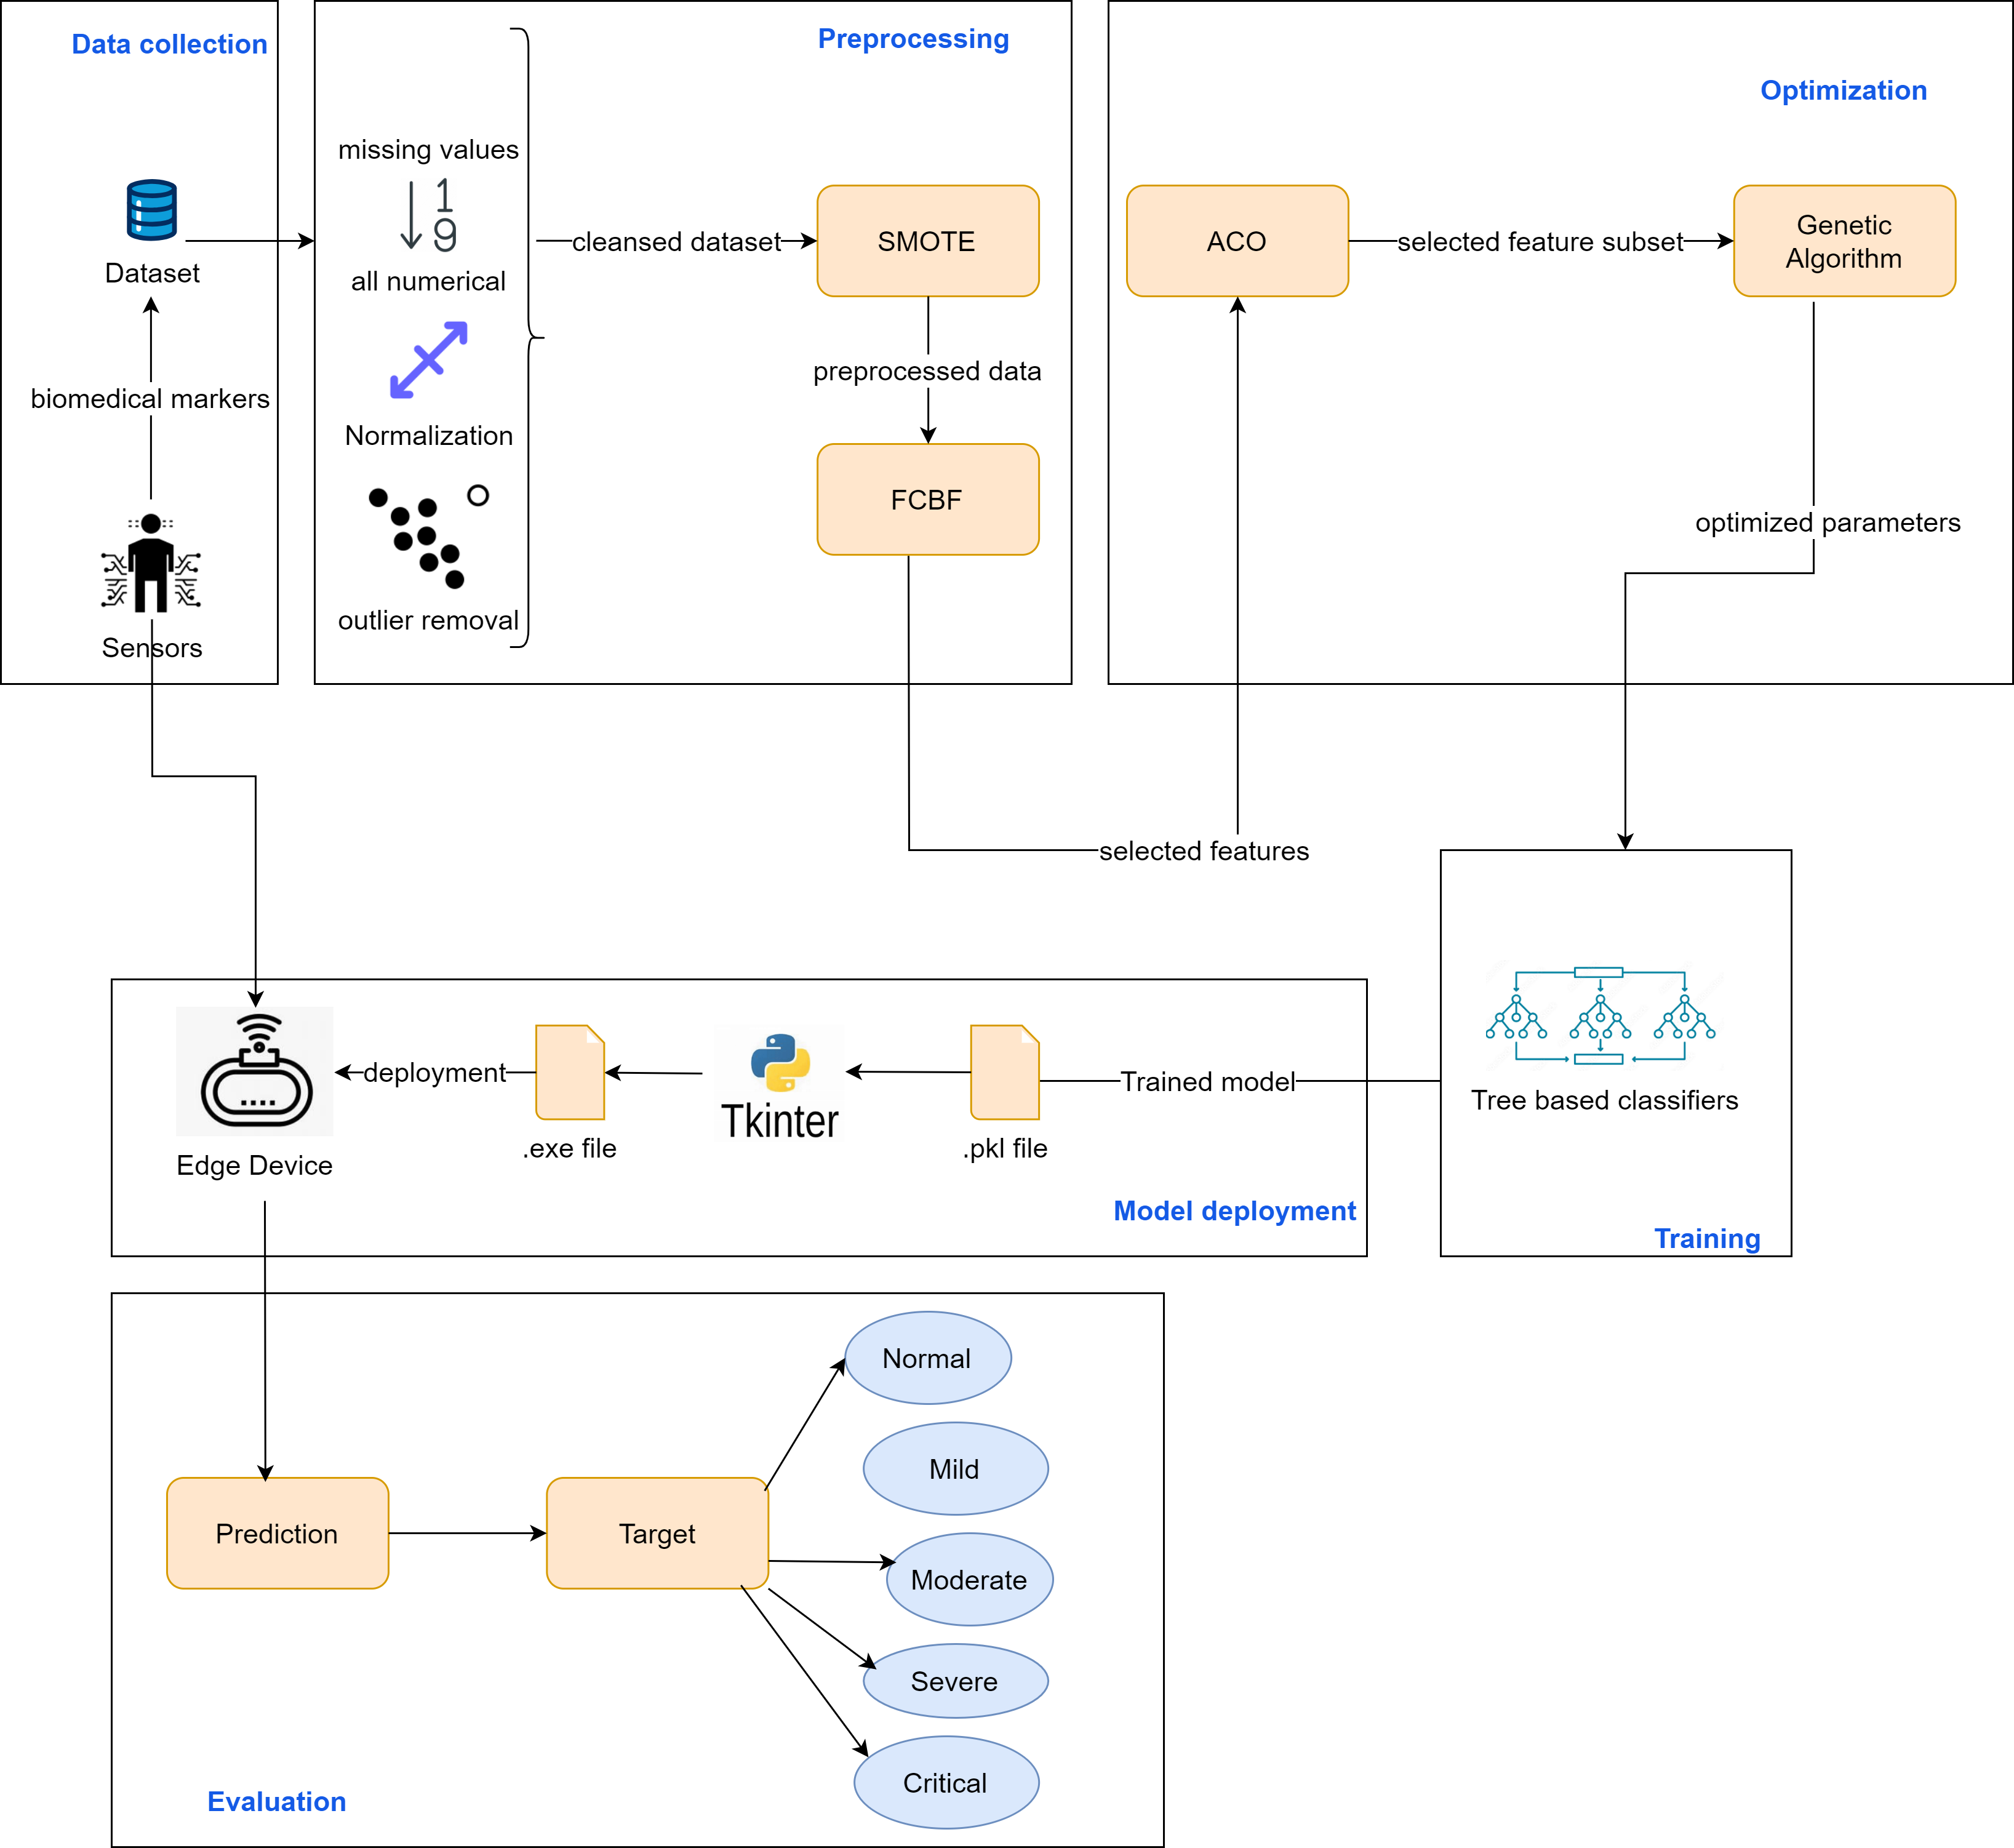 Data collection
Dataset
biomedical markers
Sensors
Preprocessing
missing values
1
9
all numerical
Normalization
outlier removal
cleansed dataset
SMOTE
preprocessed data
FCBF
Optimization
ACO
selected feature subset
Genetic
Algorithm
optimized parameters
selected features
Tree based classifiers
Training
Trained model
.pkl file
Tkinter
.exe file
deployment
Edge Device
Model deployment
Prediction
Target
Normal
Mild
Moderate
Severe
Critical
Evaluation